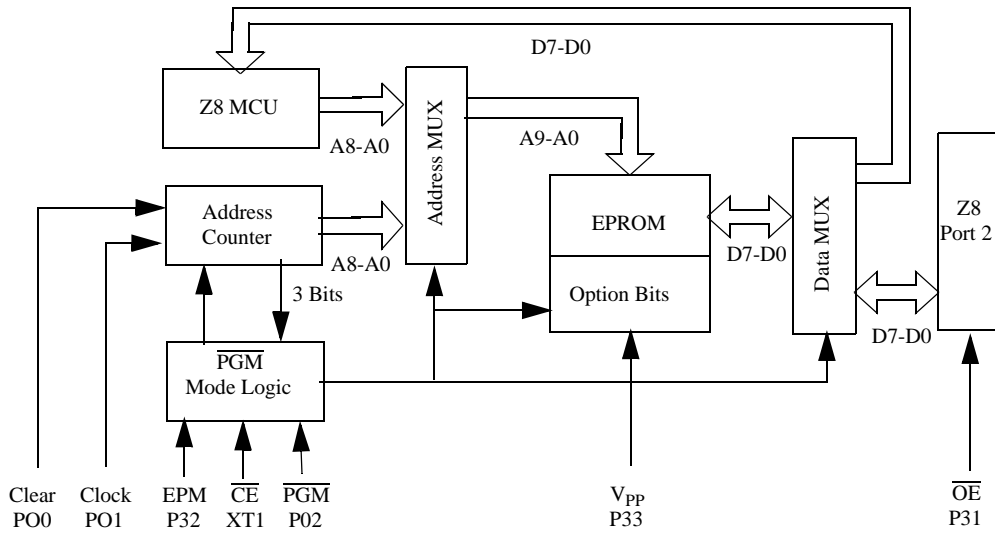 D7-D0
Z8 MCU
A8-A0
Address MUX
A9-A0
Address
Counter
A8-A0
3 Bits
EPROM
Option Bits
D7-D0
Data MUX
Z8
Port 2
D7-D0
PGM
Mode Logic
Clear
PO0
Clock
PO1
EPM
P32
CE
XT1
PGM
P02
VPP
P33
OE
P31